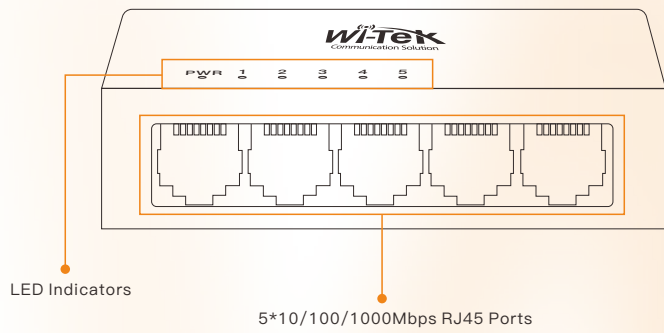 Wi-Tek
Communication Solution
PWR 1 2 3 4 5
LED Indicators
5*10/100/1000Mbps RJ45 Ports